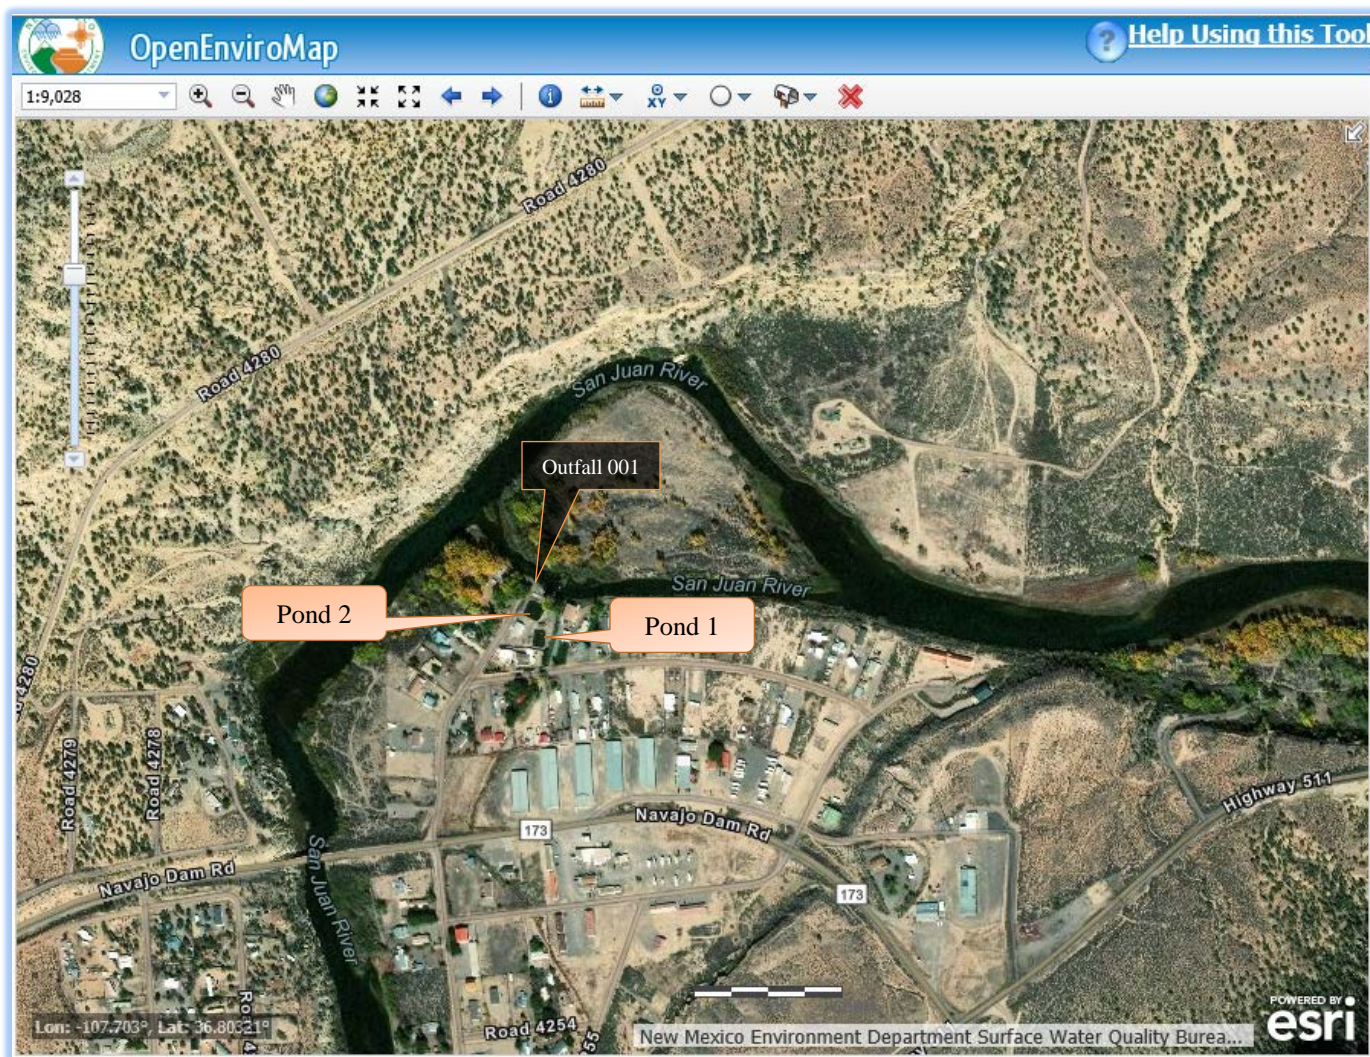 OpenEnviroMap
Help Using this Tool
1:9,028
XY
Road 4280
Road 4280
San Juan River
Outfall 001
San Juan River
Pond 2
Pond 1
4280
Road 4279
Road 4278
Highway 511
Navajo Dam Rd
173
San Juan River
Navajo Dam Rd
173
Road 4254
55
Lon: -107.703°, Lat: 36.80321°
New Mexico Environment Department Surface Water Quality Burea...
POWERED BY
esri